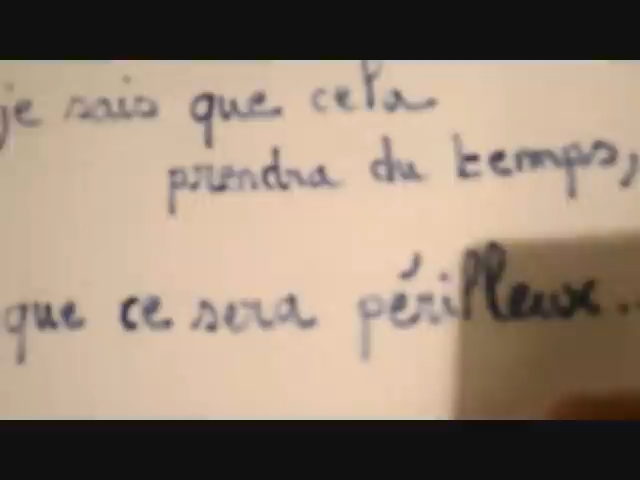 je sais que cela
prendra du temps,
que ce sera périlleux...